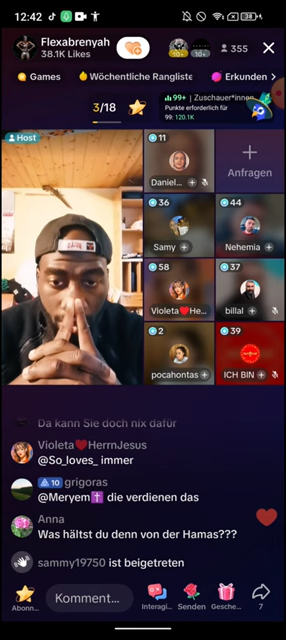 12:42
38
Flexabrenyah
38.1K Likes
10+
10+
355
Games
Wöchentliche Rangliste
Erkunden
3/18
99+ | Zuschauer*innen
Punkte erforderlich für
99: 120.1K
Host
11
Daniel...
Anfragen
36
Samy
44
Nehemia
58
Violeta❤️He...
37
billal
2
pocahontas
39
ICH BIN
Da kann Sie doch nix dafür
Violeta❤️HerrnJesus
@So_loves_ immer
10 grigoras
@Meryem✝️ die verdienen das
Anna
Was hältst du denn von der Hamas???
sammy19750 ist beigetreten
Abonn...
Komment...
Interagi...
Senden
Gesche...
7